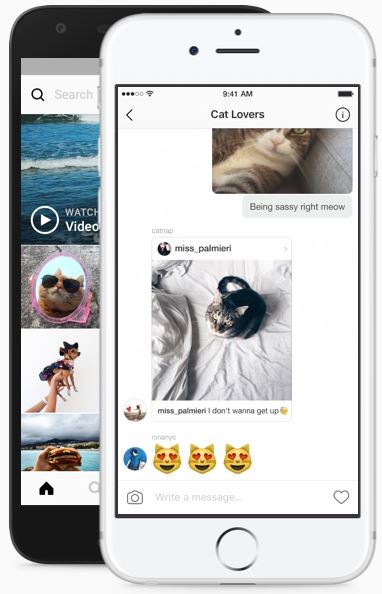 Search
WATCH
Video
9:41 AM
Cat Lovers
Being sassy right meow
catnap
miss_palmieri
miss_palmieri I don't wanna get up
ninanyc
Write a message...